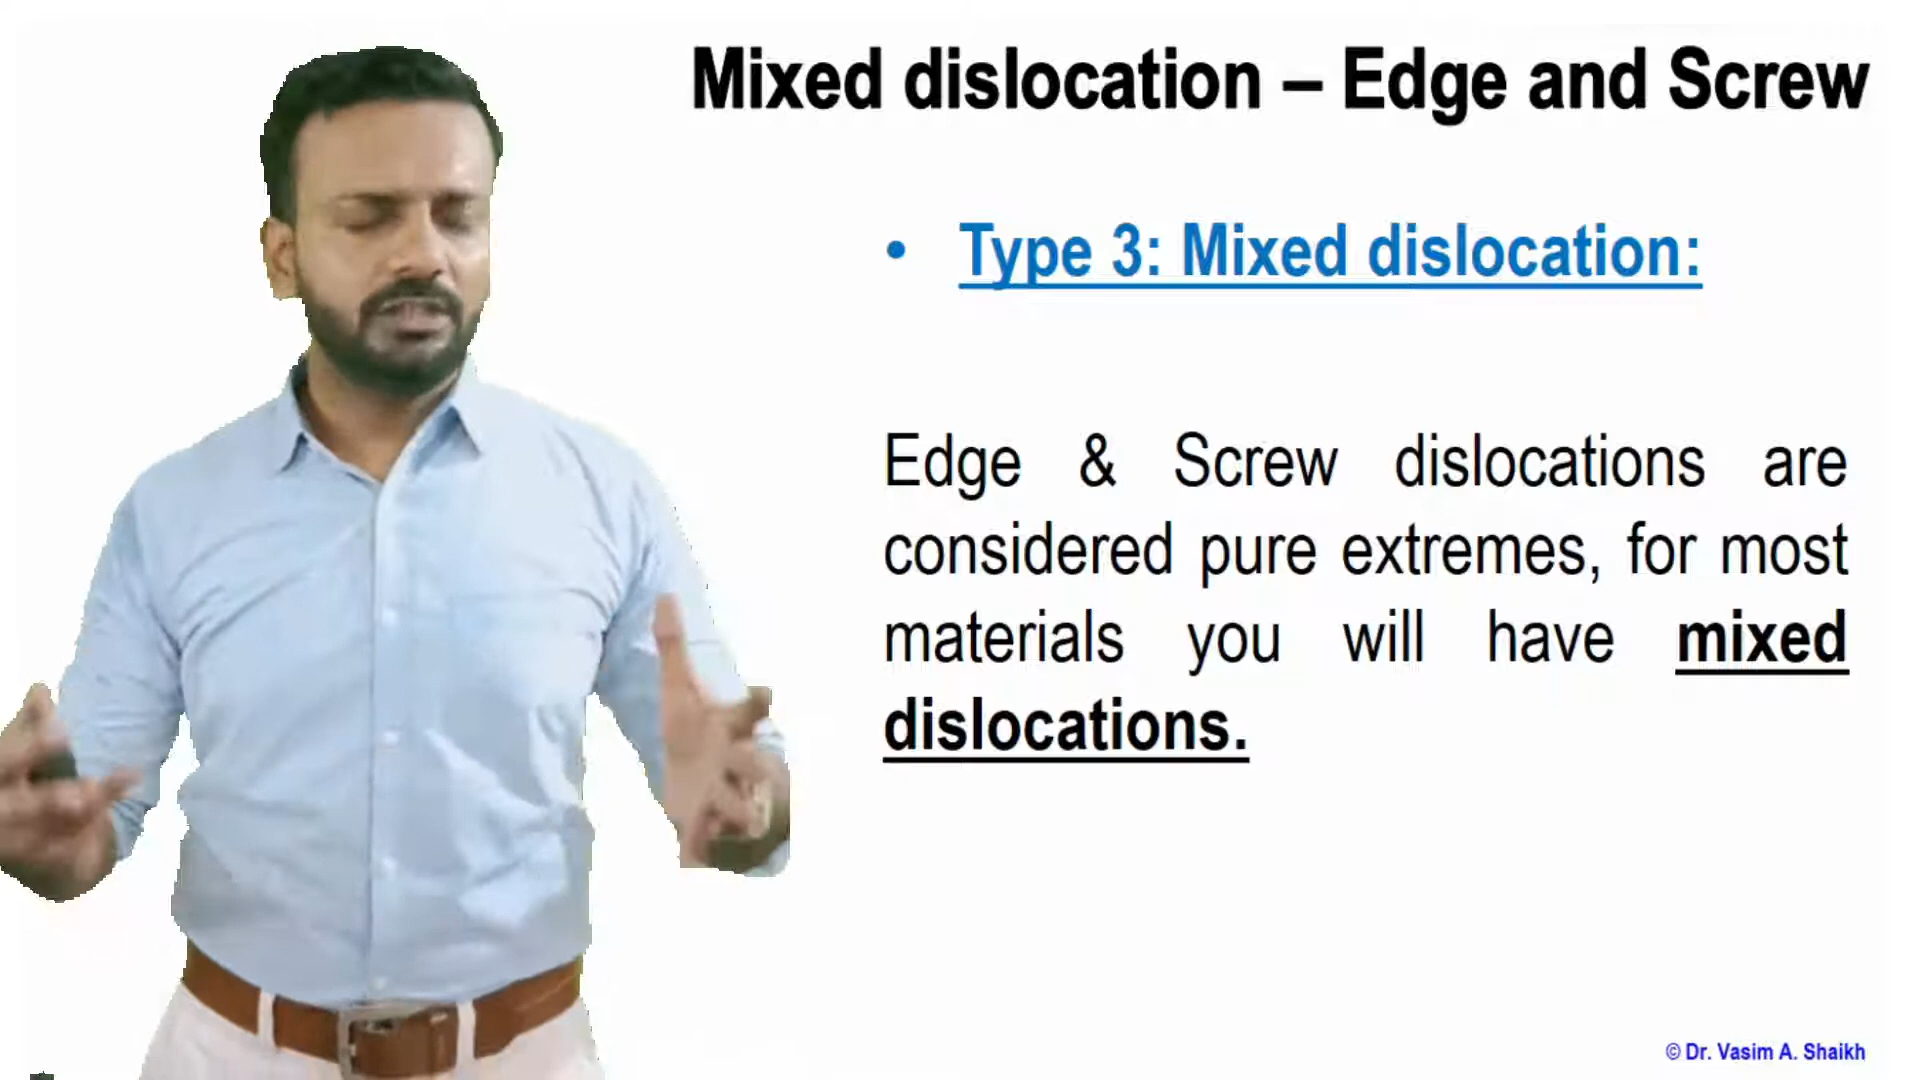 Mixed dislocation – Edge and Screw
• Type 3: Mixed dislocation:
Edge & Screw dislocations are
considered pure extremes, for most
materials you will have mixed
dislocations.
© Dr. Vasim A. Shaikh